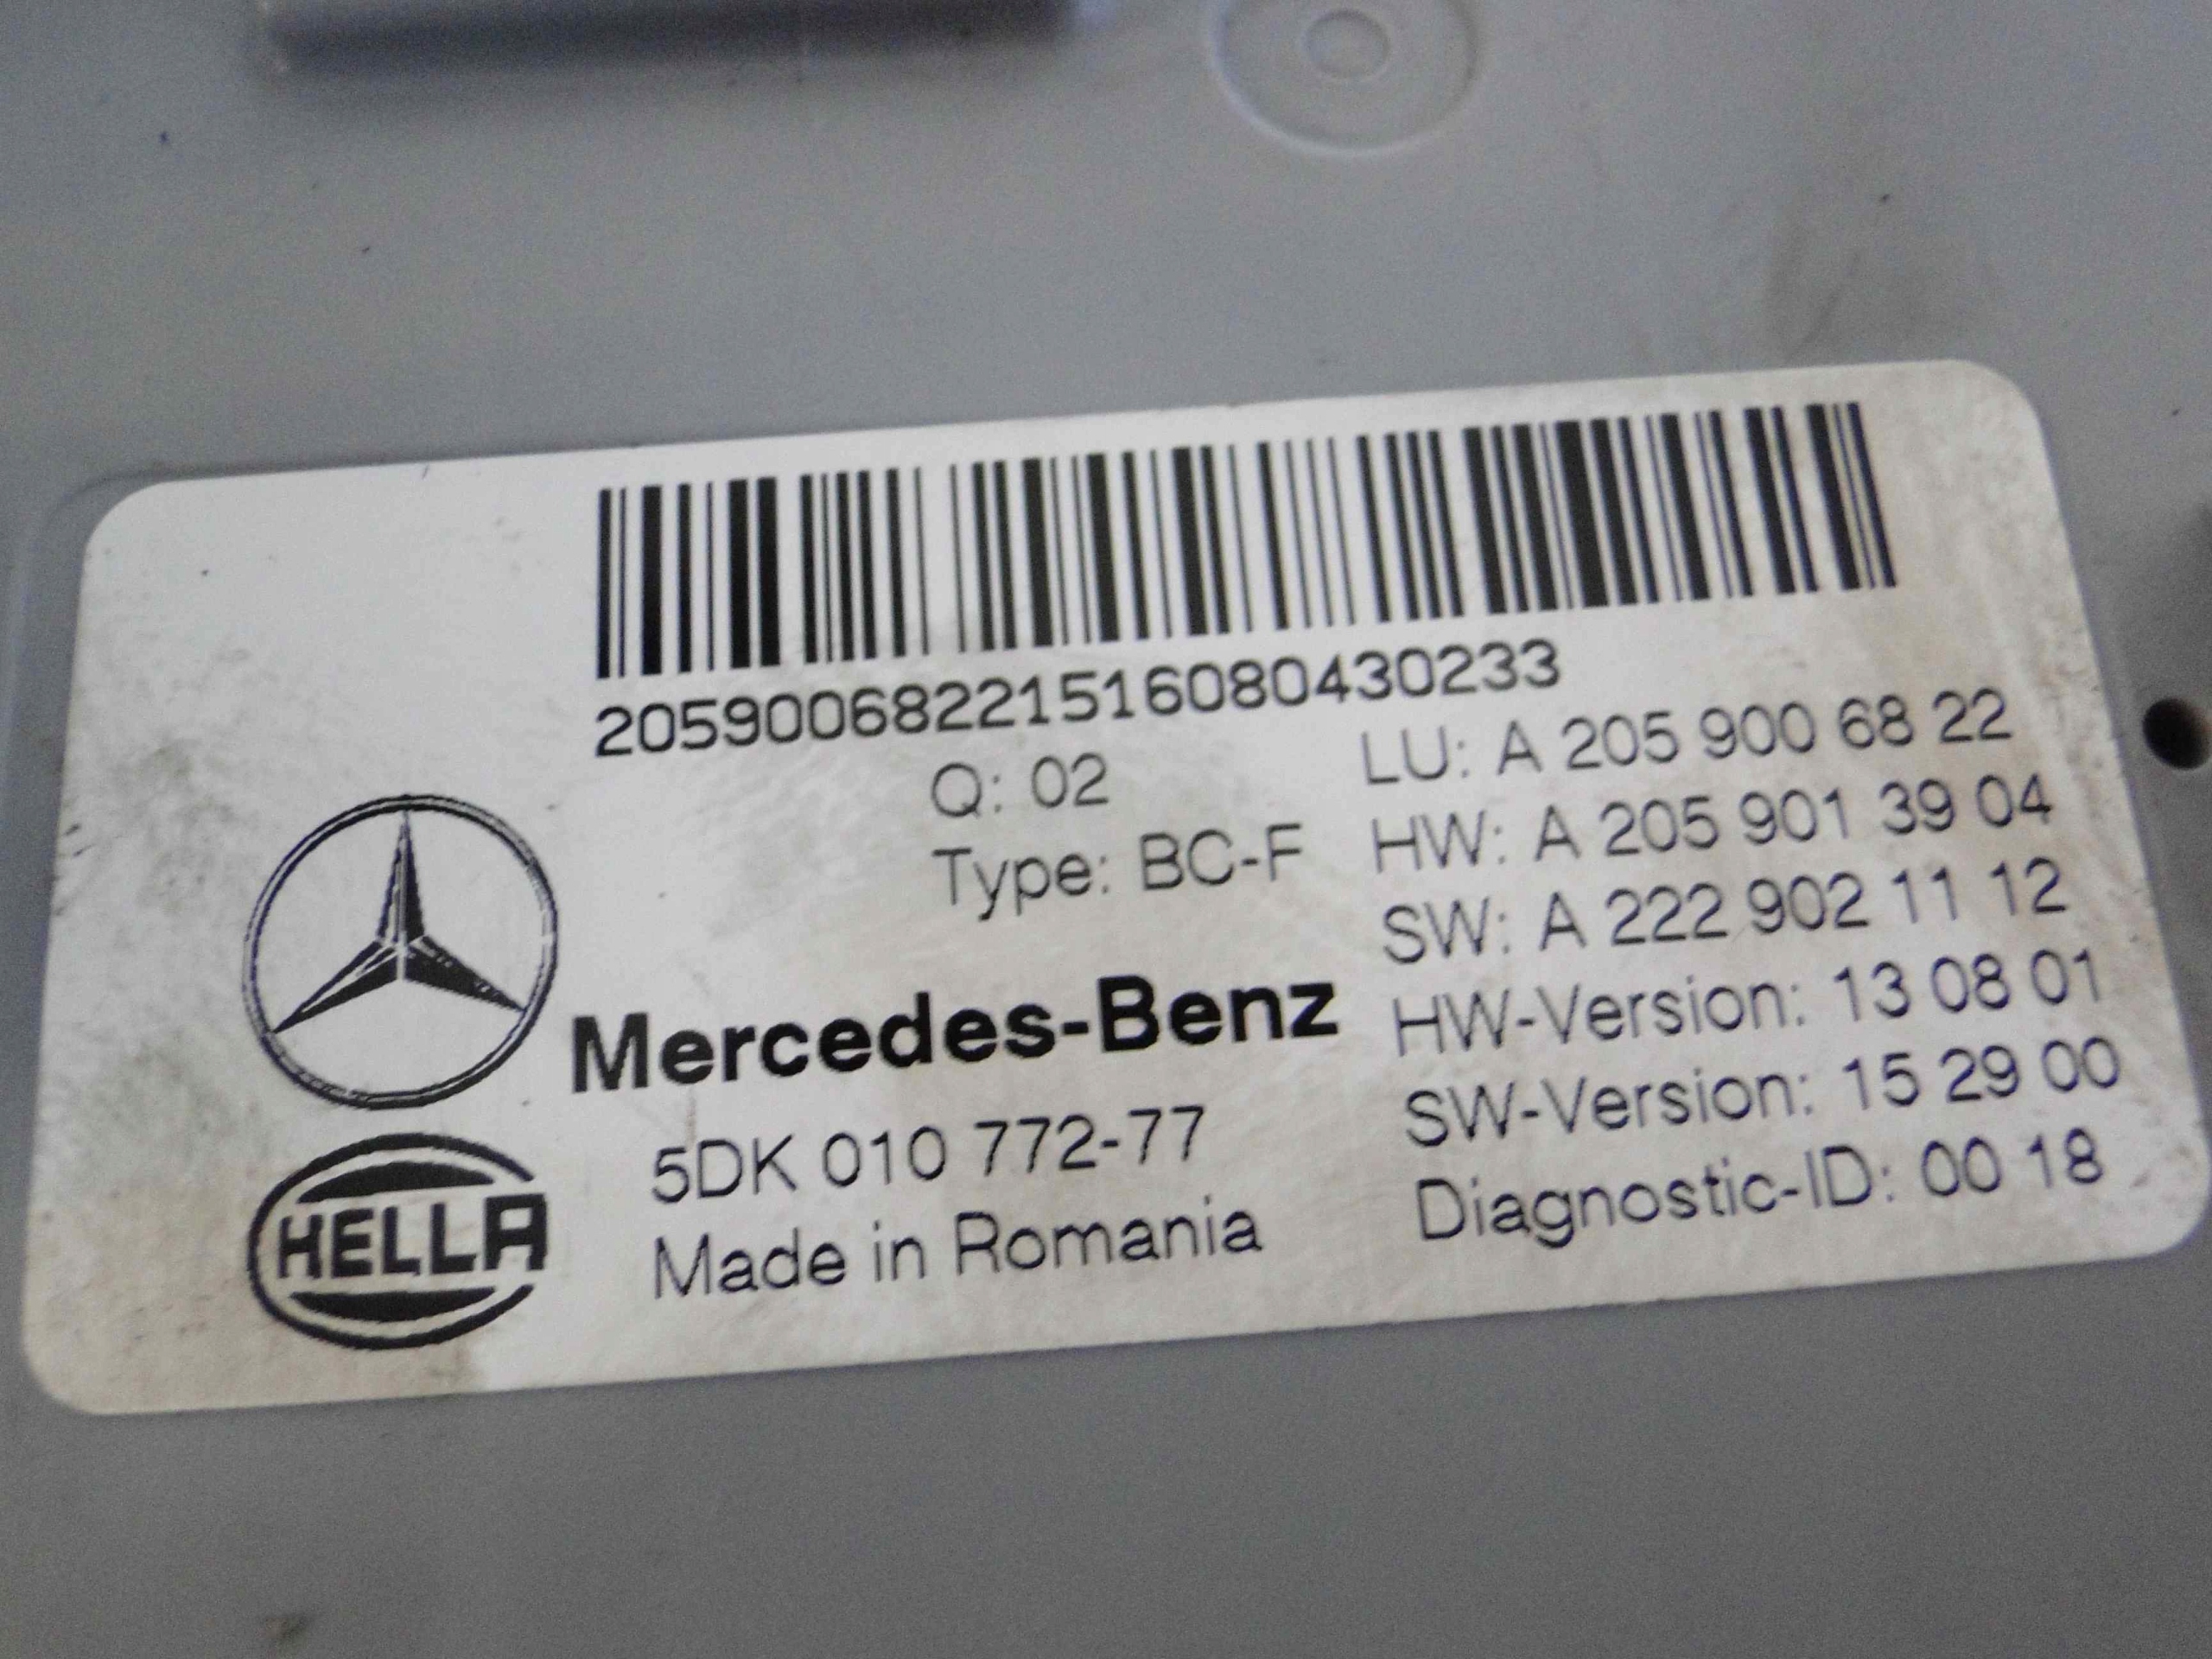 20590068221516080430233
Q: 02
Type: BC-F
LU: A 205 900 68 22
HW: A 205 901 39 04
SW: A 222 902 11 12
HW-Version: 13 08 01
SW-Version: 15 29 00
Diagnostic-ID: 00 18
Mercedes-Benz
HELLA
5DK 010 772-77
Made in Romania